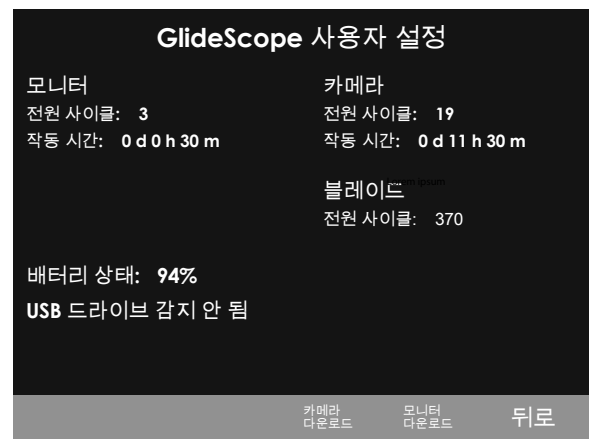 GlideScope 사용자 설정
모니터
전원 사이클: 3
작동 시간: 0 d 0 h 30 m
카메라
전원 사이클: 19
작동 시간: 0 d 11 h 30 m
블레이드
Lorem ipsum
전원 사이클: 370
배터리 상태: 94%
USB 드라이브 감지 안 됨
카메라
다운로드
모니터
다운로드
뒤로